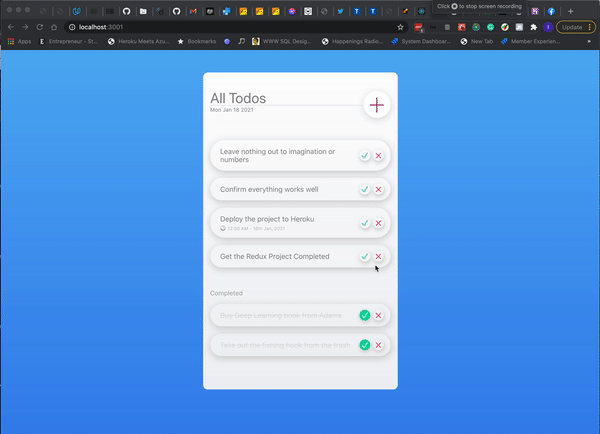 Click to stop screen recording
localhost:3001
Update
Apps
Entrepreneur - St...
Heroku Meets Azu...
Bookmarks
WWW SQL Desig...
Happenings Radio...
System Dashboar...
New Tab
Member Experien...
All Todos
Mon Jan 18 2021
Leave nothing out to imagination or
numbers
Confirm everything works well
Deploy the project to Heroku
12:00 AM - 18th Jan, 2021
Get the Redux Project Completed
Completed
Buy Deep Learning book from Adams
Take out the fishing hook from the trash